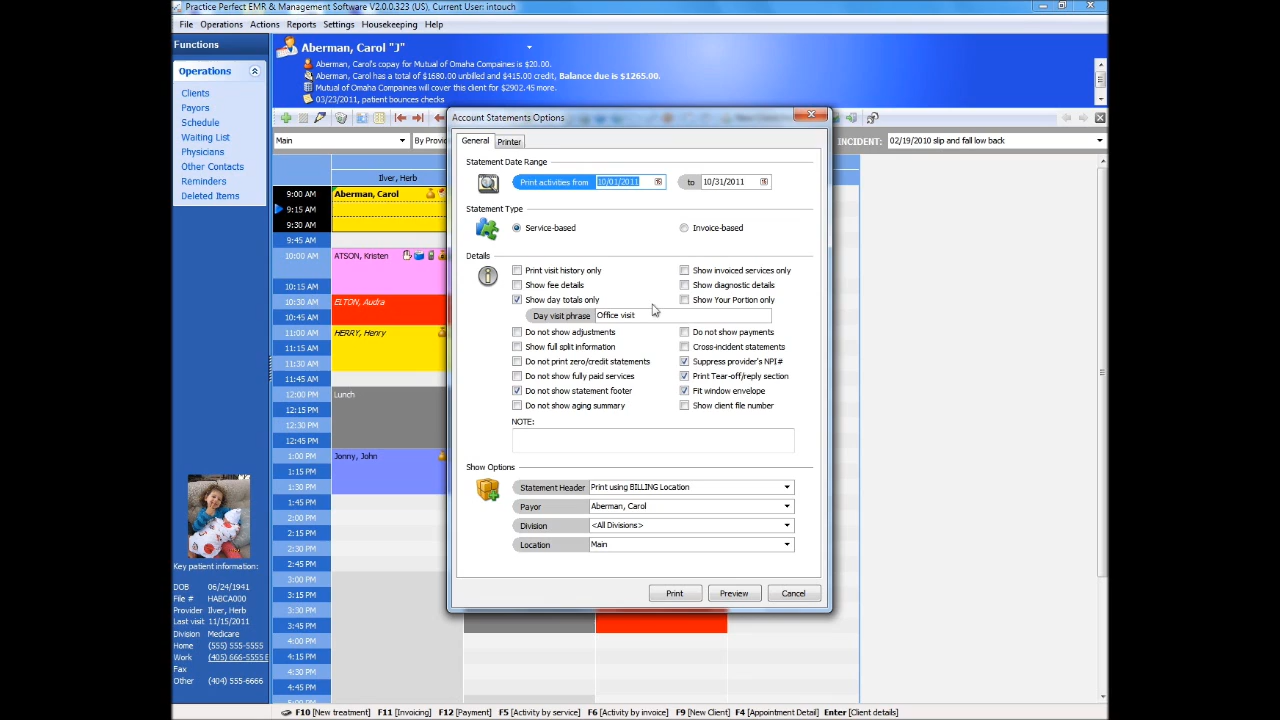 Practice Perfect EMR & Management Software V2.0.0.323 (US), Current User: intouch
File Operations Actions Reports Settings Housekeeping Help
Functions
Operations
Clients
Payors
Schedule
Waiting List
Physicians
Other Contacts
Reminders
Deleted Items
Aberman, Carol "J"
Aberman, Carol's copay for Mutual of Omaha Compaines is $20.00.
Aberman, Carol has a total of $1680.00 unbilled and $415.00 credit, Balance due is $1265.00.
Mutual of Omaha Compaines will cover this client for $2902.45 more.
03/23/2011, patient bounces checks
Main
By Provid
INCIDENT: 02/19/2010 slip and fall low back
Ilver, Herb
9:00 AM Aberman, Carol
9:15 AM
9:30 AM
9:45 AM
10:00 AM ATSON, Kristen
10:15 AM
10:30 AM ELTON, Audra
10:45 AM
11:00 AM HERRY, Henry
11:15 AM
11:30 AM
11:45 AM
12:00 PM Lunch
12:15 PM
12:30 PM
12:45 PM
1:00 PM Jonny, John
1:15 PM
1:30 PM
1:45 PM
2:00 PM
2:15 PM
2:30 PM
2:45 PM
3:00 PM
3:15 PM
3:30 PM
3:45 PM
4:00 PM
4:15 PM
4:30 PM
4:45 PM
Account Statements Options
General Printer
Statement Date Range
Print activities from 10/01/2011 to 10/31/2011
Statement Type
Service-based Invoice-based
Details
Print visit history only Show invoiced services only
Show fee details Show diagnostic details
Show day totals only Show Your Portion only
Day visit phrase Office visit
Do not show adjustments Do not show payments
Show full split information Cross-incident statements
Do not print zero/credit statements Suppress provider's NPI#
Do not show fully paid services Print Tear-off/reply section
Do not show statement footer Fit window envelope
Do not show aging summary Show client file number
NOTE:
Show Options
Statement Header Print using BILLING Location
Payor Aberman, Carol
Division <All Divisions>
Location Main
Print Preview Cancel
Key patient information:
DOB 06/24/1941
File # HABCA000
Provider Ilver, Herb
Last visit 11/15/2011
Division Medicare
Home (555) 555-5555
Work (405) 666-5555 E
Fax
Other (404) 555-6666
F10 [New treatment] F11 [Invoicing] F12 [Payment] F5 [Activity by service] F6 [Activity by invoice] F9 [New Client] F4 [Appointment Detail] Enter [Client details]